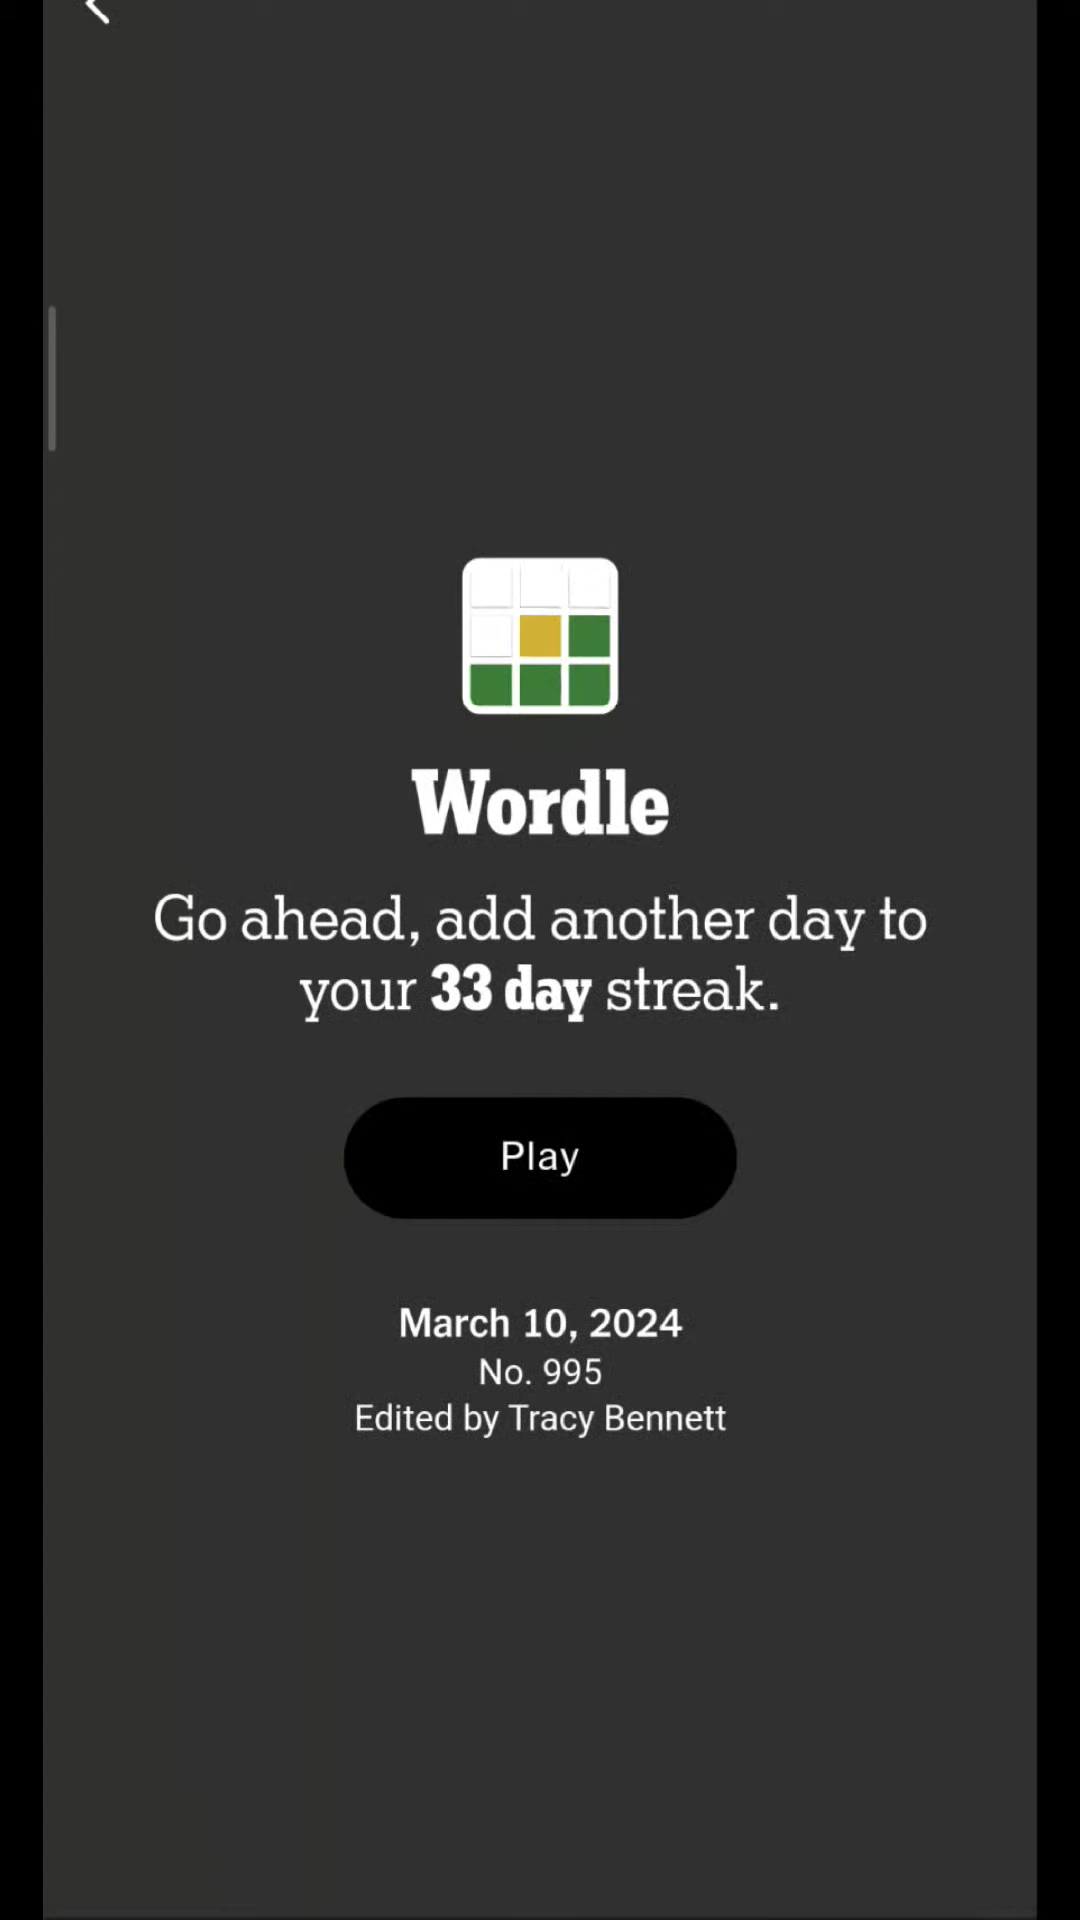 Wordle
Go ahead, add another day to
your 33 day streak.
Play
March 10, 2024
No. 995
Edited by Tracy Bennett